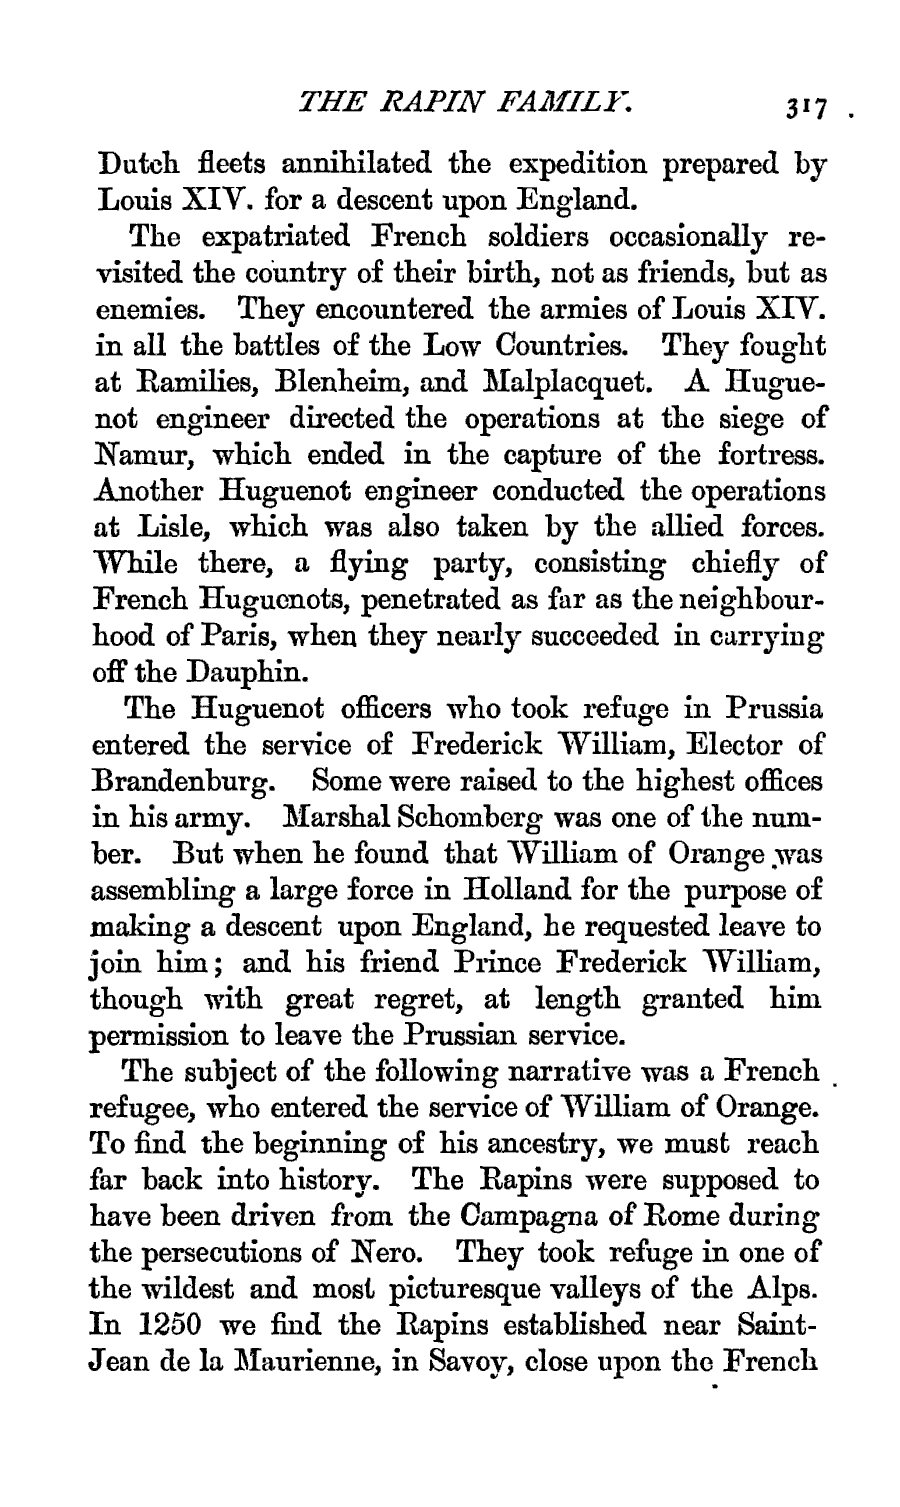 THE RAPIN FAMILY. 317
Dutch fleets annihilated the expedition prepared by
Louis XIV. for a descent upon England.
The expatriated French soldiers occasionally re-
visited the country of their birth, not as friends, but as
enemies. They encountered the armies of Louis XIV.
in all the battles of the Low Countries. They fought
at Ramilies, Blenheim, and Malplacquet. A Hugue-
not engineer directed the operations at the siege of
Namur, which ended in the capture of the fortress.
Another Huguenot engineer conducted the operations
at Lisle, which was also taken by the allied forces.
While there, a flying party, consisting chiefly of
French Huguenots, penetrated as far as the neighbour-
hood of Paris, when they nearly succeeded in carrying
off the Dauphin.
The Huguenot officers who took refuge in Prussia
entered the service of Frederick William, Elector of
Brandenburg. Some were raised to the highest offices
in his army. Marshal Schomberg was one of the num-
ber. But when he found that William of Orange was
assembling a large force in Holland for the purpose of
making a descent upon England, he requested leave to
join him; and his friend Prince Frederick William,
though with great regret, at length granted him
permission to leave the Prussian service.
The subject of the following narrative was a French
refugee, who entered the service of William of Orange.
To find the beginning of his ancestry, we must reach
far back into history. The Rapins were supposed to
have been driven from the Campagna of Rome during
the persecutions of Nero. They took refuge in one of
the wildest and most picturesque valleys of the Alps.
In 1250 we find the Rapins established near Saint-
Jean de la Maurienne, in Savoy, close upon the French